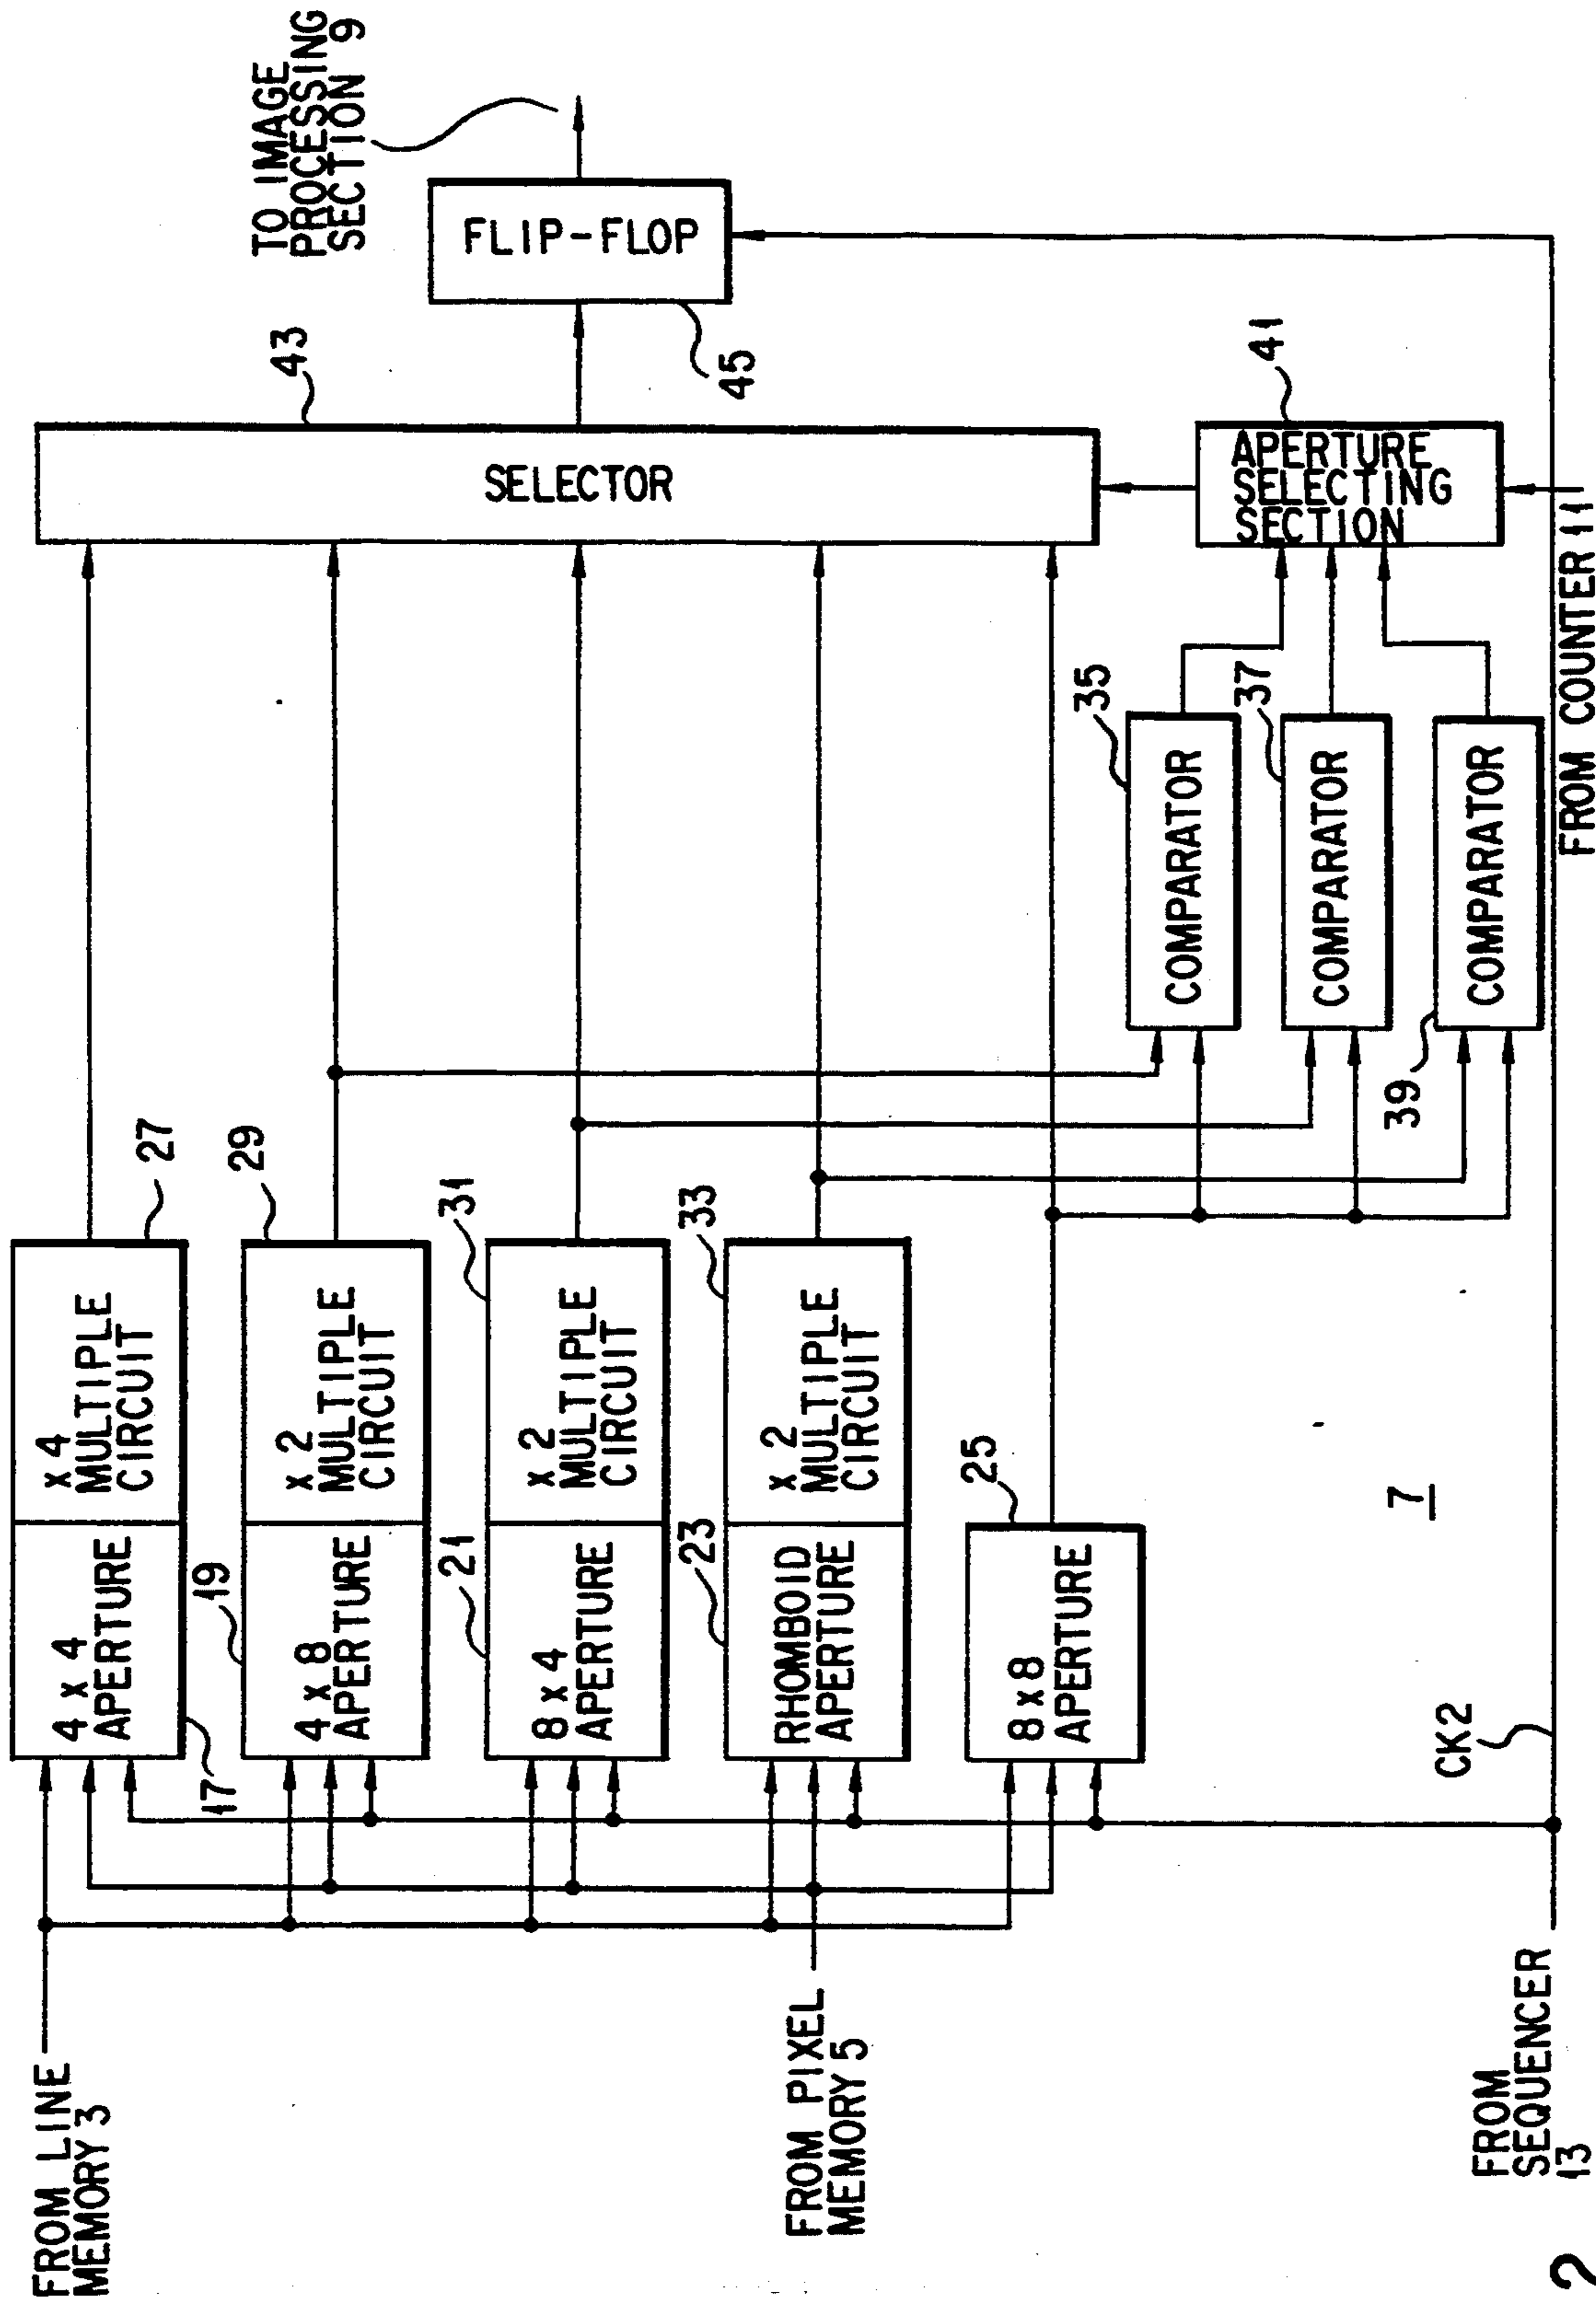 FROM LINE
MEMORY 3
4 x 4
APERTURE
17
x 4
MULTIPLE
CIRCUIT
27
4 x 8
APERTURE
19
x 2
MULTIPLE
CIRCUIT
29
8 x 4
APERTURE
21
x 2
MULTIPLE
CIRCUIT
31
FROM PIXEL
MEMORY 5
RHOMBOID
APERTURE
23
x 2
MULTIPLE
CIRCUIT
33
8 x 8
APERTURE
25
SELECTOR
43
FLIP-FLOP
45
TO IMAGE
PROCESSING
SECTION 9
COMPARATOR
35
COMPARATOR
37
COMPARATOR
39
APERTURE
SELECTING
SECTION
41
FROM COUNTER 11
7
CK2
FROM
SEQUENCER
13
2